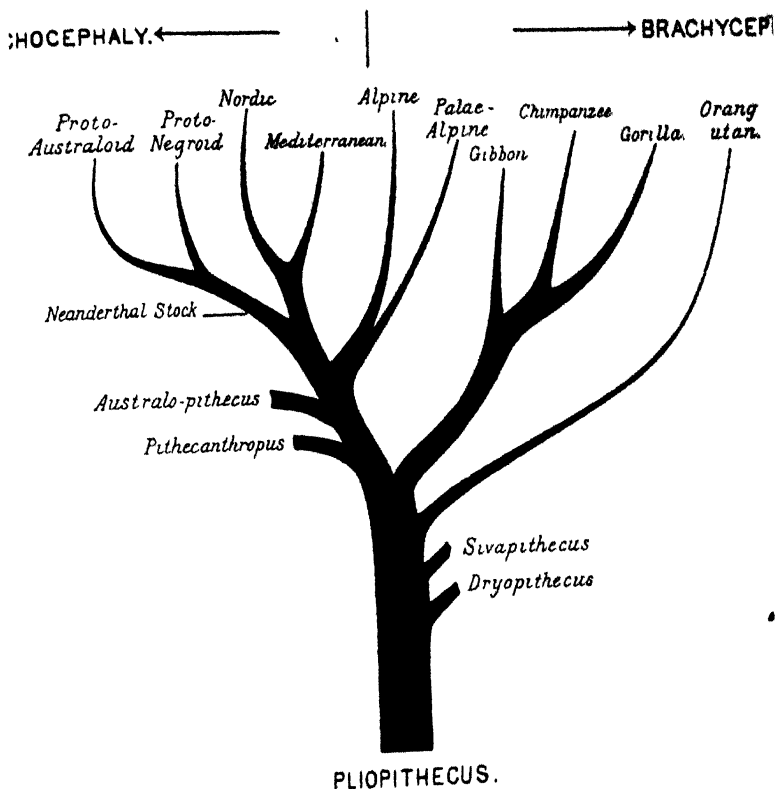 CHOCEPHALY.
BRACHYCEP
Nordic
Alpine
Palae-
Alpine
Chimpanzee
Orang
utan.
Proto-
Australoid
Proto-
Negroid
Mediterranean.
Gibbon
Gorilla.
Neanderthal Stock
Australo-pithecus
Pithecanthropus
Sivapithecus
Dryopithecus
PLIOPITHECUS.